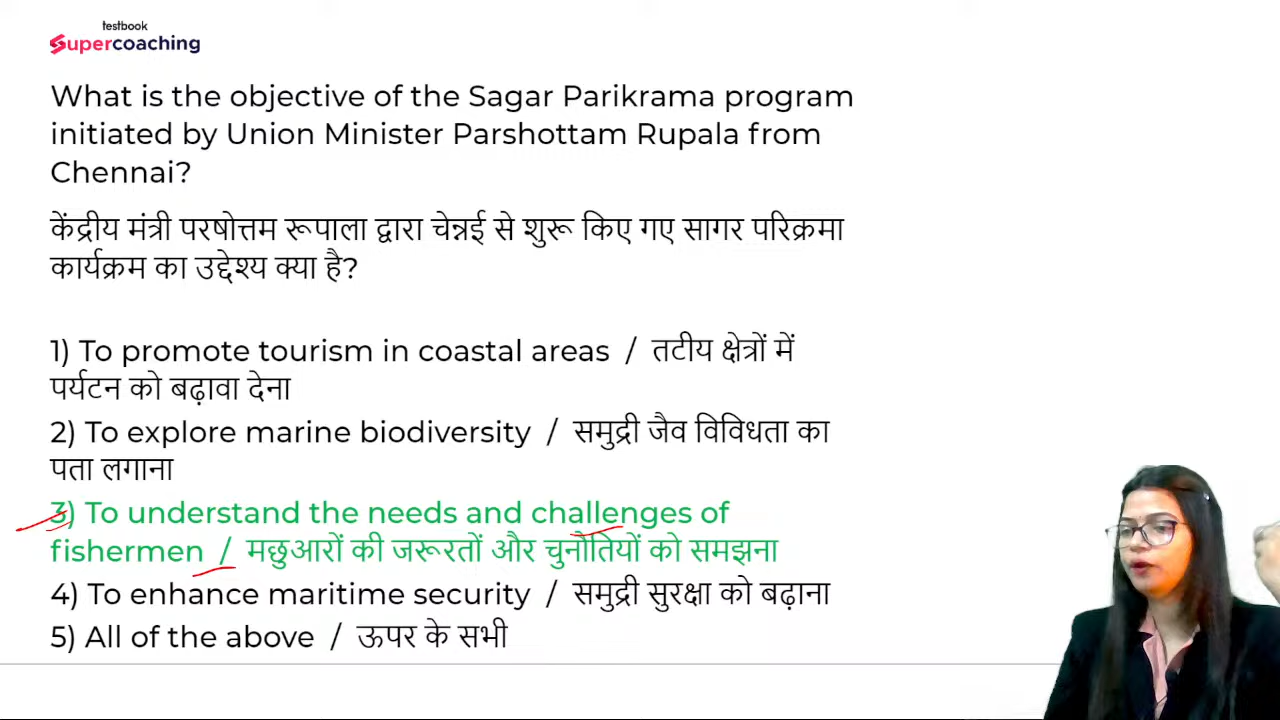 testbook
Supercoaching
What is the objective of the Sagar Parikrama program
initiated by Union Minister Parshottam Rupala from
Chennai?
केंद्रीय मंत्री परषोत्तम रूपाला द्वारा चेन्नई से शुरू किए गए सागर परिक्रमा
कार्यक्रम का उद्देश्य क्या है?
1) To promote tourism in coastal areas / तटीय क्षेत्रों में
पर्यटन को बढ़ावा देना
2) To explore marine biodiversity / समुद्री जैव विविधता का
पता लगाना
3) To understand the needs and challenges of
fishermen / मछुआरों की जरूरतों और चुनौतियों को समझना
4) To enhance maritime security / समुद्री सुरक्षा को बढ़ाना
5) All of the above / ऊपर के सभी